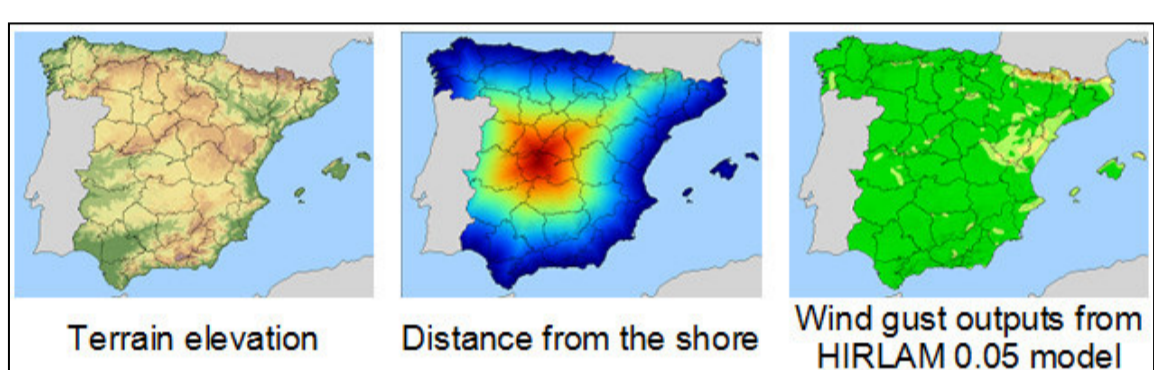 Terrain elevation
Distance from the shore
Wind gust outputs from
HIRLAM 0.05 model